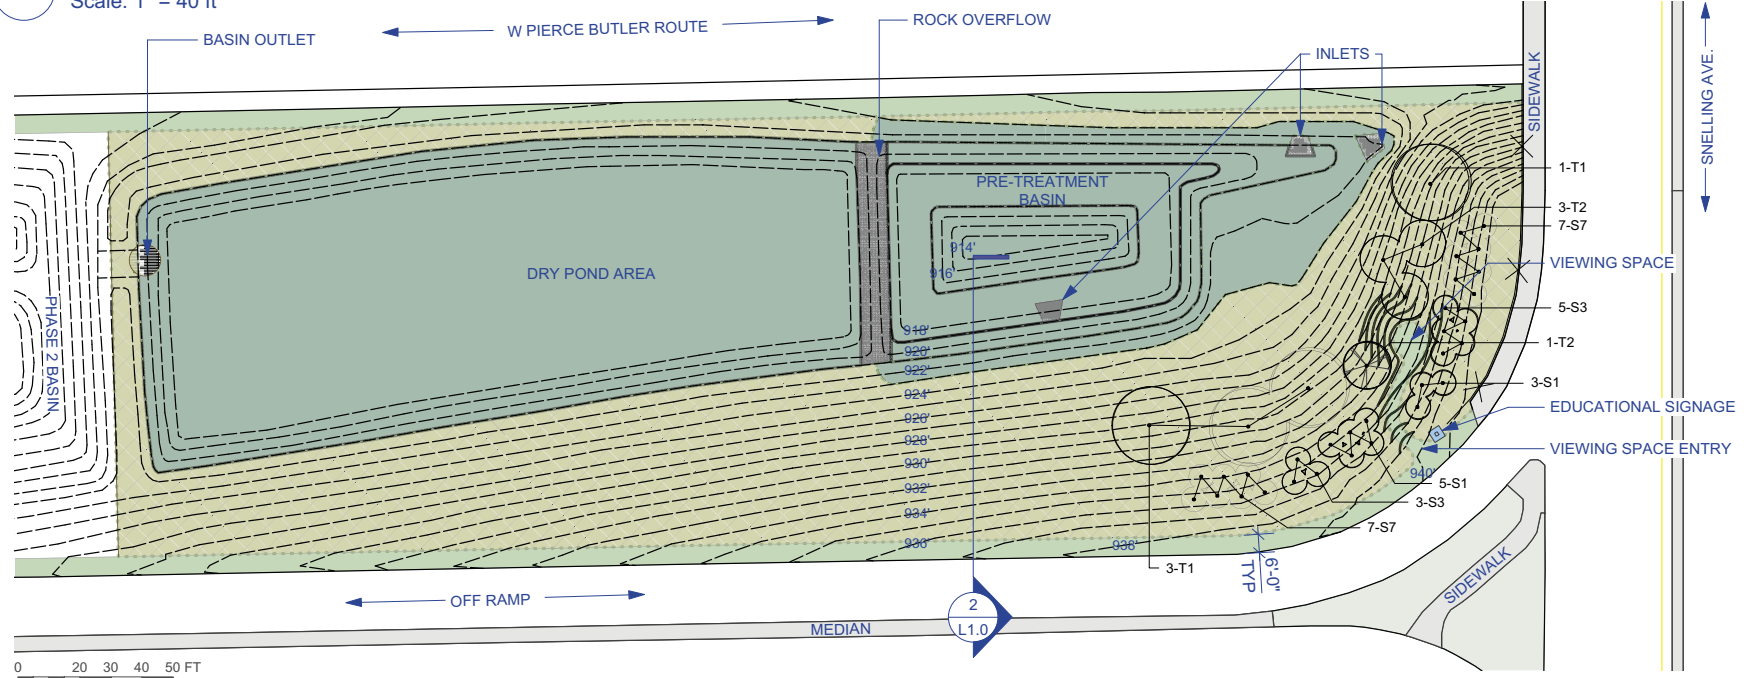 Scale: 1" = 40 ft
BASIN OUTLET
W PIERCE BUTLER ROUTE
ROCK OVERFLOW
INLETS
SIDEWALK
SNELLING AVE.
1-T1
3-T2
7-S7
VIEWING SPACE
5-S3
1-T2
3-S1
EDUCATIONAL SIGNAGE
VIEWING SPACE ENTRY
PRE-TREATMENT
BASIN
914'
916'
DRY POND AREA
PHASE 2 BASIN
918'
920'
922'
924'
926'
928'
930'
932'
934'
936'
938'
940'
5-S1
3-S3
7-S7
3-T1
6'-0"
TYP
SIDEWALK
OFF RAMP
2
L1.0
MEDIAN
0 20 30 40 50 FT